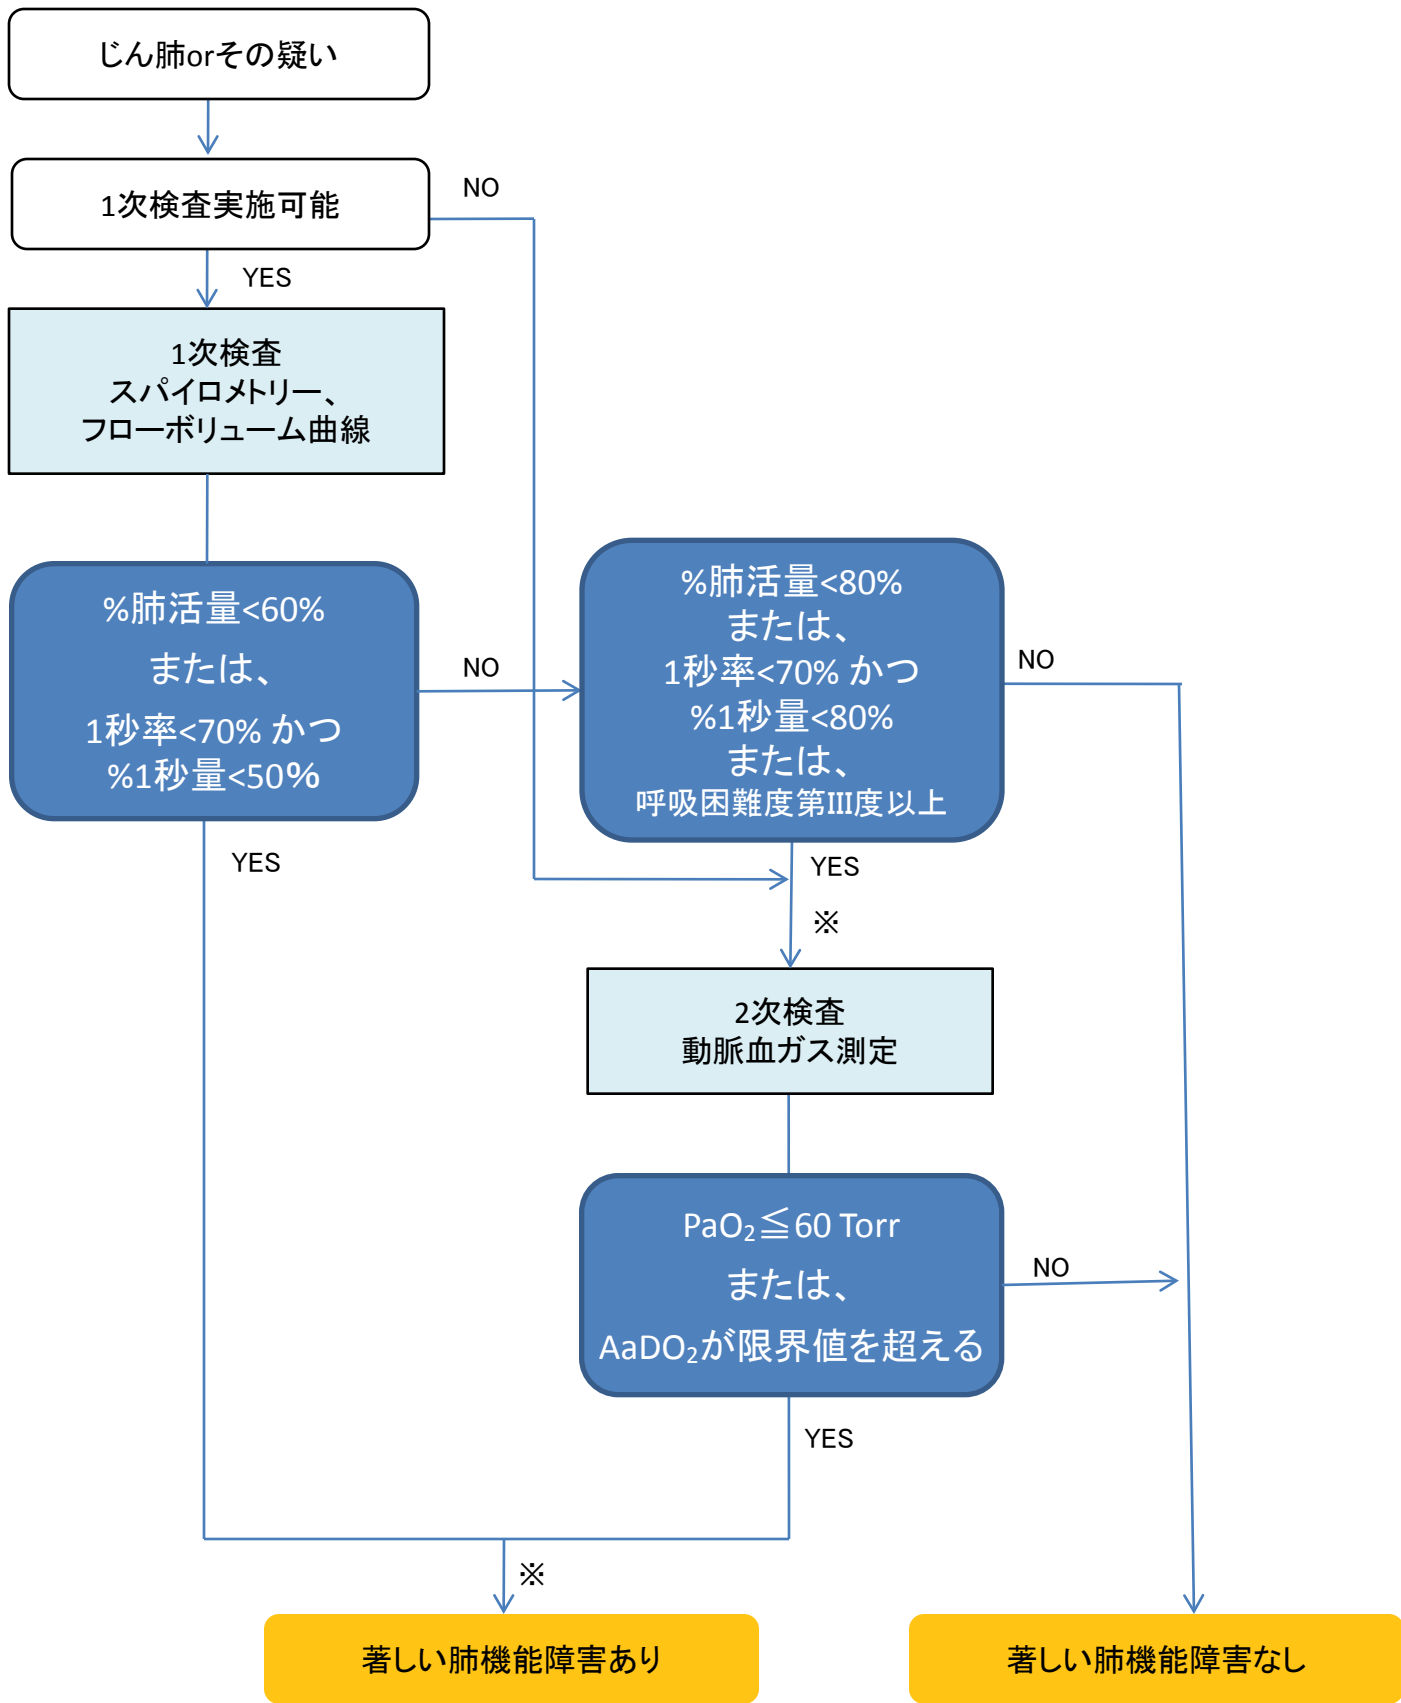 じん肺orその疑い
1次検査実施可能
NO
YES
1次検査
スパイロメトリー、
フローボリューム曲線
%肺活量<60%
または、
1秒率<70% かつ
%1秒量<50%
NO
%肺活量<80%
または、
1秒率<70% かつ
%1秒量<80%
または、
呼吸困難度第III度以上
NO
YES
YES
※
2次検査
動脈血ガス測定
PaO₂≦60 Torr
または、
AaDO₂が限界値を超える
NO
YES
※
著しい肺機能障害あり
著しい肺機能障害なし